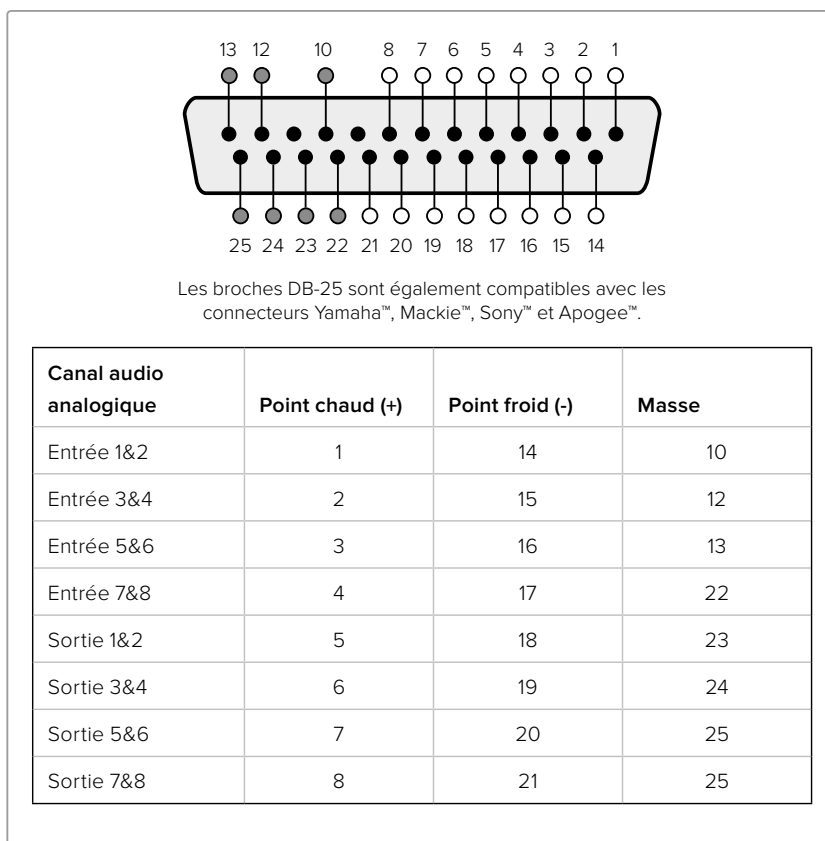 13 12 10 8 7 6 5 4 3 2 1
25 24 23 22 21 20 19 18 17 16 15 14
Les broches DB-25 sont également compatibles avec les
connecteurs Yamaha™, Mackie™, Sony™ et Apogee™.
Canal audio
analogique Point chaud (+) Point froid (-) Masse
Entrée 1&2 1 14 10
Entrée 3&4 2 15 12
Entrée 5&6 3 16 13
Entrée 7&8 4 17 22
Sortie 1&2 5 18 23
Sortie 3&4 6 19 24
Sortie 5&6 7 20 25
Sortie 7&8 8 21 25